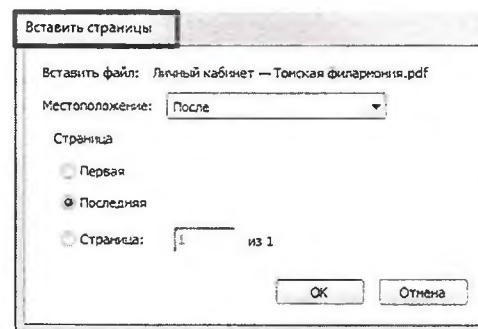 Вставить страницы
Вставить файл: Личный кабинет — Томская филармония.pdf
Местоположение: После
Страница
Первая
Последняя
Страница: 1 из 1
OK Отмена